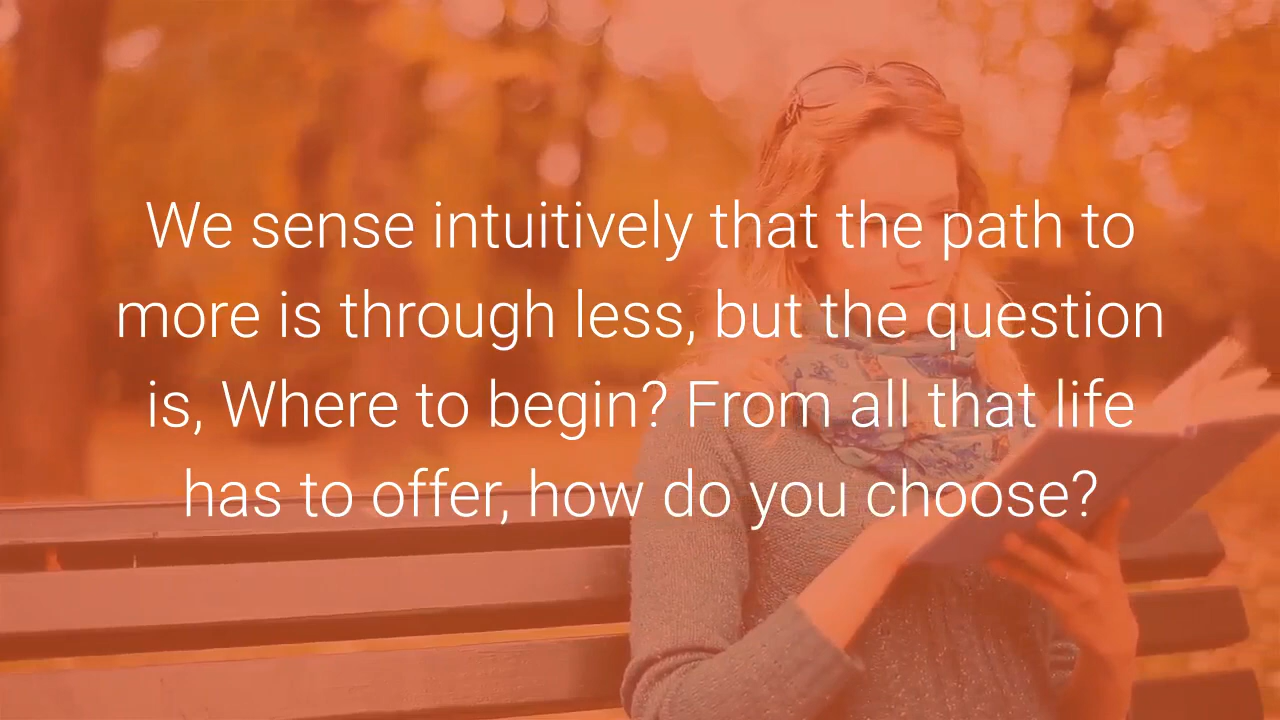 We sense intuitively that the path to
more is through less, but the question
is, Where to begin? From all that life
has to offer, how do you choose?